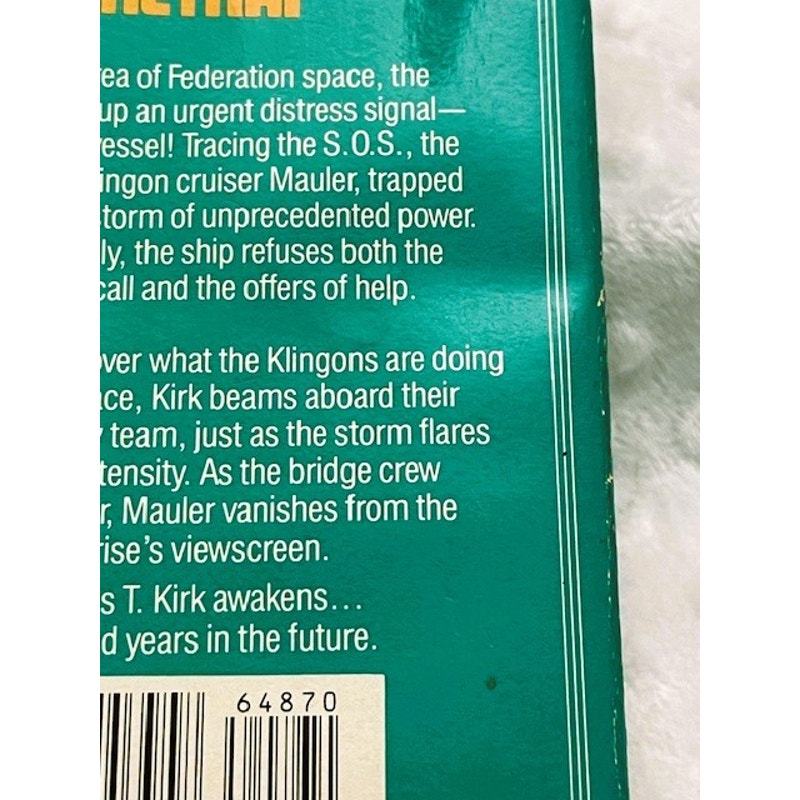 ea of Federation space, the
up an urgent distress signal—
essel! Tracing the S.O.S., the
ingon cruiser Mauler, trapped
torm of unprecedented power.
ly, the ship refuses both the
call and the offers of help.
over what the Klingons are doing
ce, Kirk beams aboard their
team, just as the storm flares
tensity. As the bridge crew
r, Mauler vanishes from the
rise's viewscreen.
s T. Kirk awakens...
d years in the future.
64870